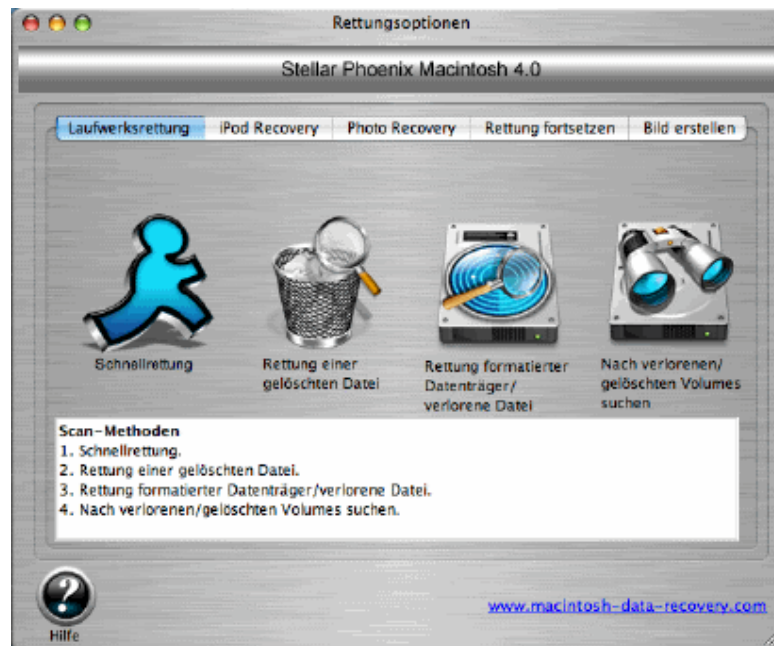 Rettungsoptionen
Stellar Phoenix Macintosh 4.0
Laufwerksrettung iPod Recovery Photo Recovery Rettung fortsetzen Bild erstellen
Schnellrettung
Rettung einer
gelöschten Datei
Rettung formatierter
Datenträger/
verlorene Datei
Nach verlorenen/
gelöschten Volumes
suchen
Scan-Methoden
1. Schnellrettung.
2. Rettung einer gelöschten Datei.
3. Rettung formatierter Datenträger/verlorene Datei.
4. Nach verlorenen/gelöschten Volumes suchen.
?
Hilfe
www.macintosh-data-recovery.com